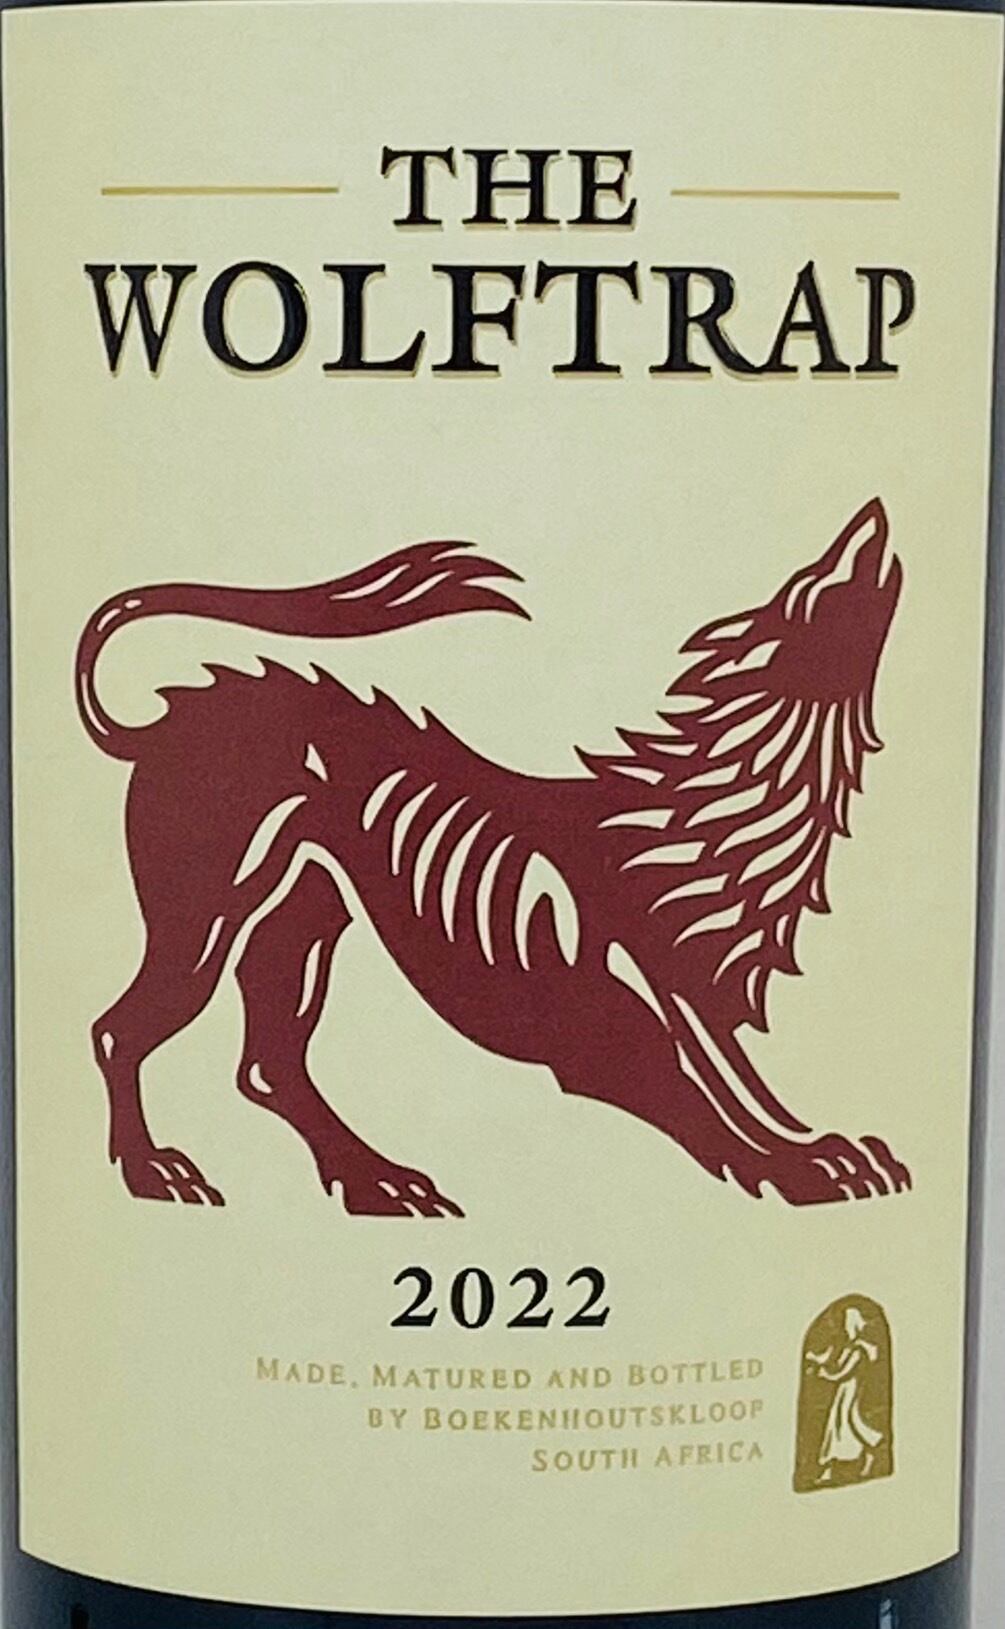 THE
WOLFTRAP
2022
MADE, MATURED AND BOTTLED
BY BOEKENHOUTSKLOOF
SOUTH AFRICA